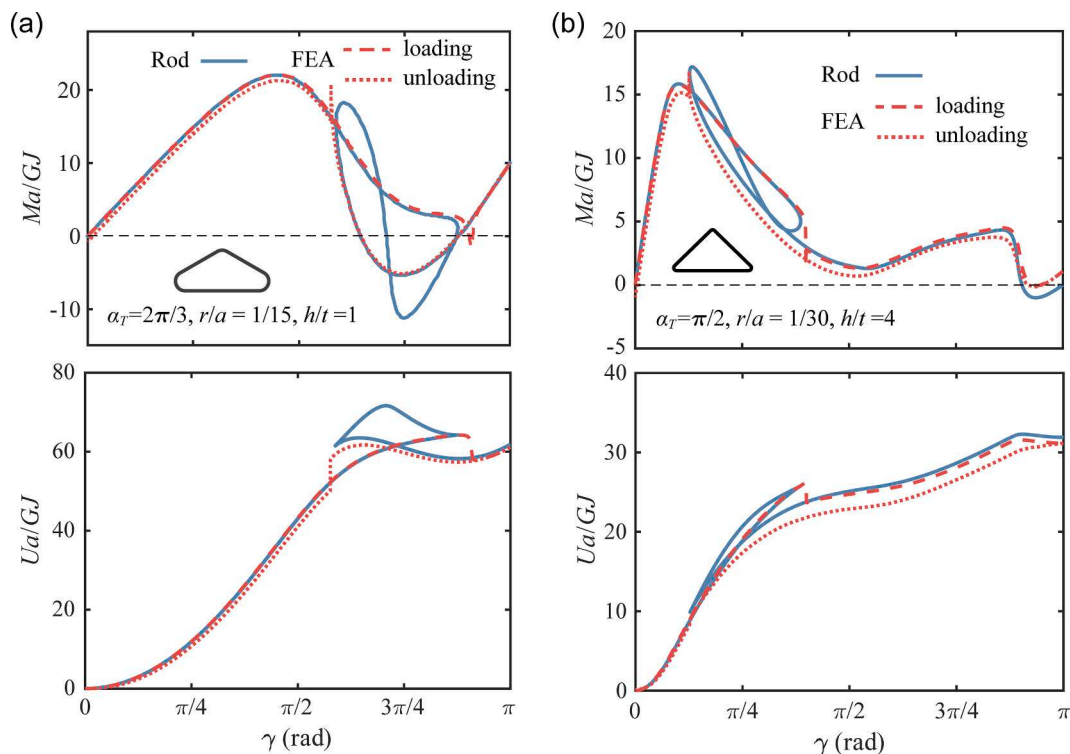 (a)
20
10
0
-10
Ma/GJ
Rod
FEA
loading
unloading
α_T=2π/3, r/a = 1/15, h/t =1
80
60
40
20
0
Ua/GJ
0
π/4
π/2
3π/4
π
γ (rad)
(b)
20
15
10
5
0
-5
Ma/GJ
Rod
FEA
loading
unloading
α_T=π/2, r/a = 1/30, h/t =4
40
30
20
10
0
Ua/GJ
0
π/4
π/2
3π/4
π
γ (rad)